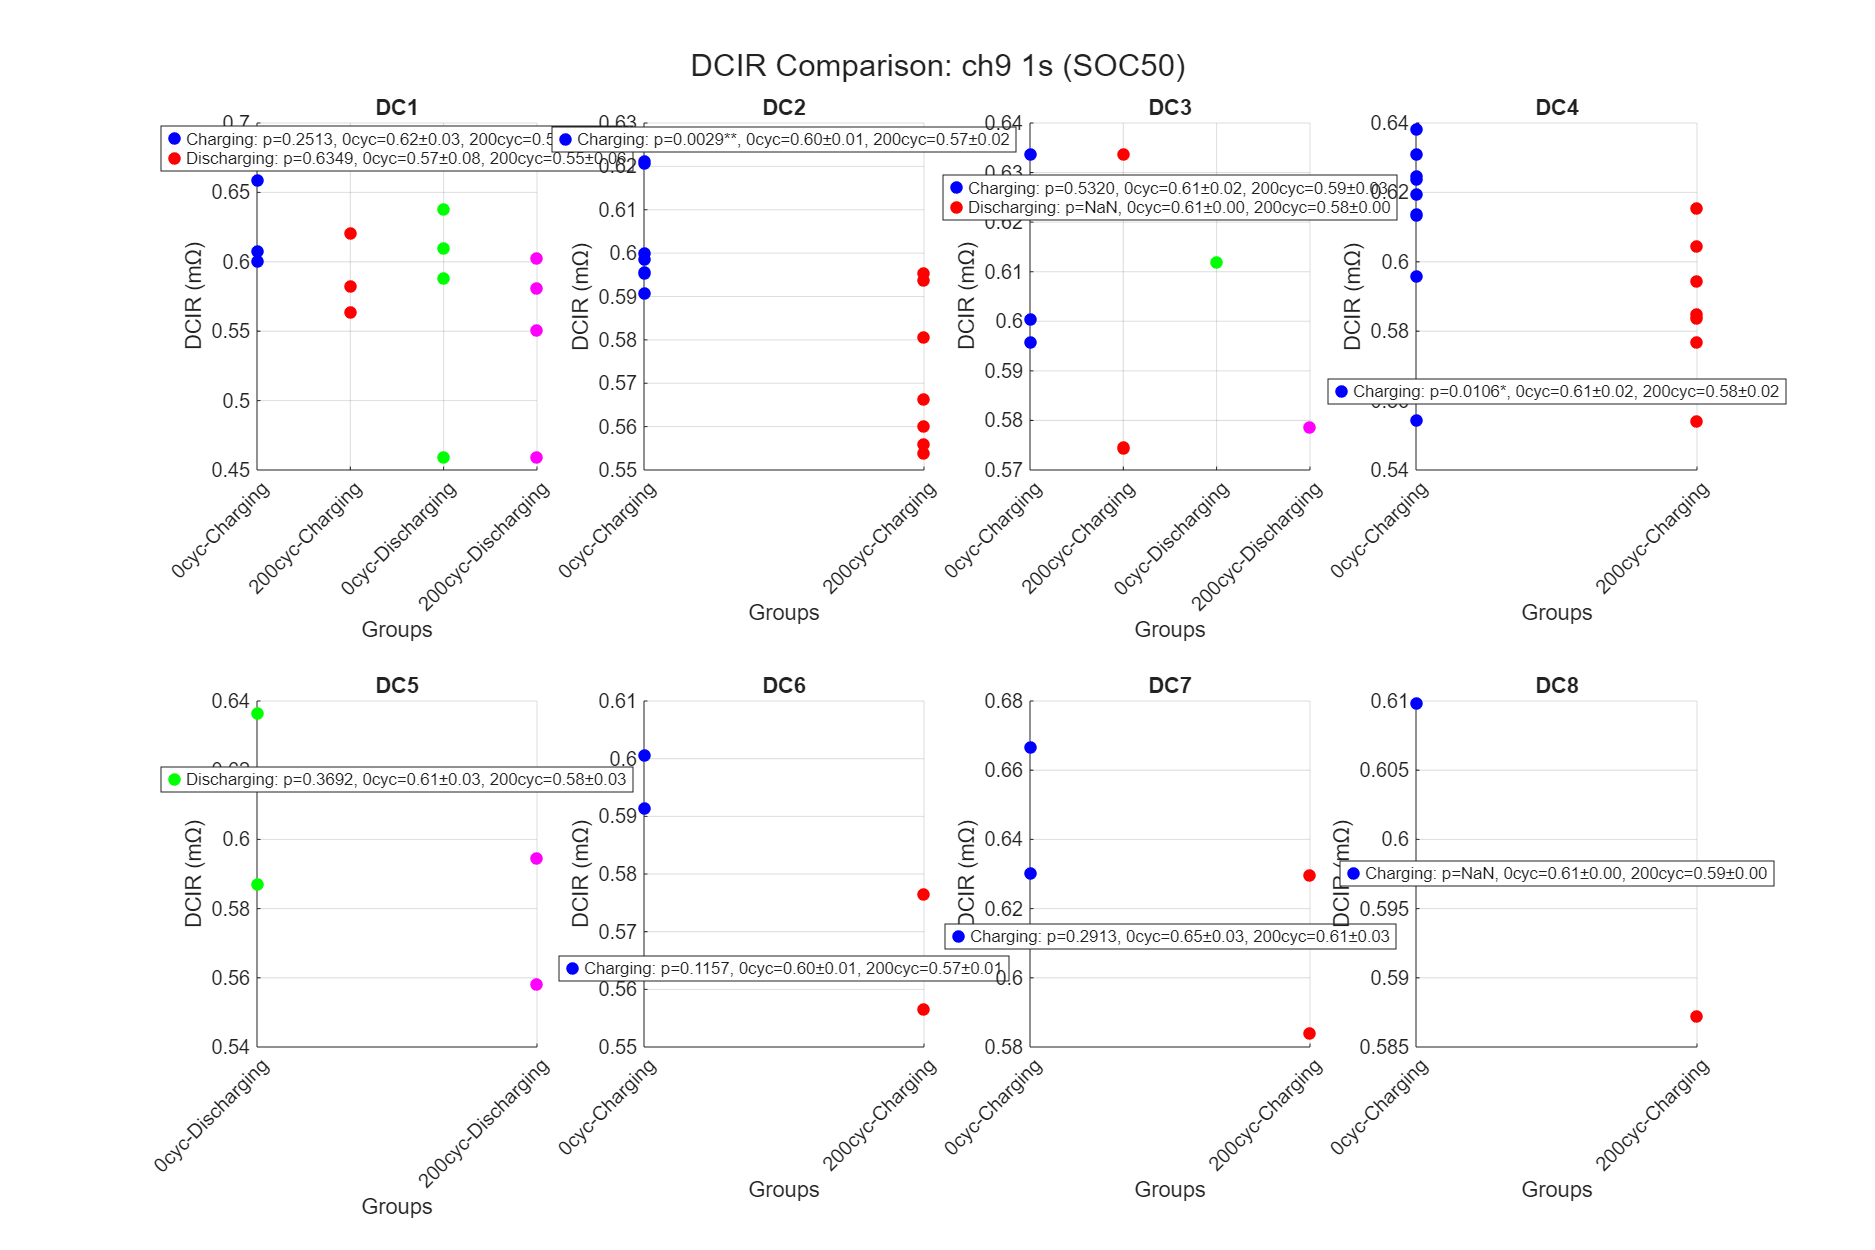 DCIR Comparison: ch9 1s (SOC50)
DC1
0.7
0.65
0.6
0.55
0.5
0.45
DCIR (mΩ)
Charging: p=0.2513, 0cyc=0.62±0.03,
Discharging: p=0.6349, 0cyc=0.57±0.08, 200cyc=0.55±0.06
0cyc-Charging
200cyc-Charging
0cyc-Discharging
200cyc-Discharging
Groups
DC2
0.63
0.62
0.61
0.6
0.59
0.58
0.57
0.56
0.55
DCIR (mΩ)
Charging: p=0.0029**, 0cyc=0.60±0.01, 200cyc=0.57±0.02
0cyc-Charging
200cyc-Charging
Groups
DC3
0.64
0.63
0.62
0.61
0.6
0.59
0.58
0.57
DCIR (mΩ)
Charging: p=0.5320, 0cyc=0.61±0.02, 200cyc=0.59±0.03
Discharging: p=NaN, 0cyc=0.61±0.00, 200cyc=0.58±0.00
0cyc-Charging
200cyc-Charging
0cyc-Discharging
200cyc-Discharging
Groups
DC4
0.64
0.62
0.6
0.58
0.54
DCIR (mΩ)
Charging: p=0.0106*, 0cyc=0.61±0.02, 200cyc=0.58±0.02
0cyc-Charging
200cyc-Charging
Groups
DC5
0.64
0.6
0.58
0.56
0.54
DCIR (mΩ)
Discharging: p=0.3692, 0cyc=0.61±0.03, 200cyc=0.58±0.03
0cyc-Discharging
200cyc-Discharging
Groups
DC6
0.61
0.6
0.59
0.58
0.57
0.56
0.55
DCIR (mΩ)
Charging: p=0.1157, 0cyc=0.60±0.01, 200cyc=0.57±0.01
0cyc-Charging
200cyc-Charging
Groups
DC7
0.68
0.66
0.64
0.62
0.6
0.58
DCIR (mΩ)
Charging: p=0.2913, 0cyc=0.65±0.03, 200cyc=0.61±0.03
0cyc-Charging
200cyc-Charging
Groups
DC8
0.61
0.605
0.6
0.595
0.59
0.585
DCIR (mΩ)
Charging: p=NaN, 0cyc=0.61±0.00, 200cyc=0.59±0.00
0cyc-Charging
200cyc-Charging
Groups